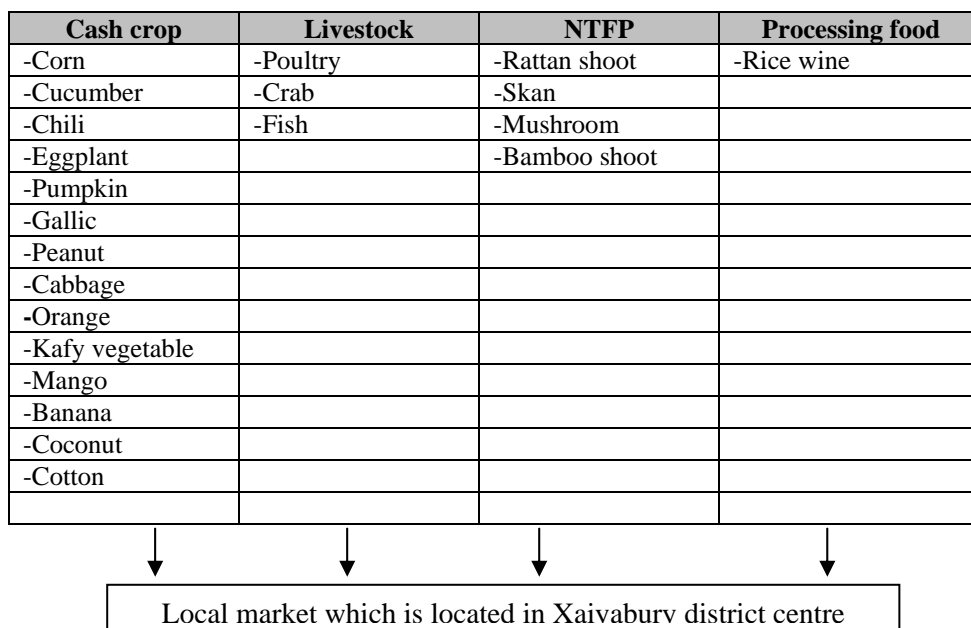 Cash crop Livestock NTFP Processing food
-Corn -Poultry -Rattan shoot -Rice wine
-Cucumber -Crab -Skan
-Chili -Fish -Mushroom
-Eggplant -Bamboo shoot
-Pumpkin
-Gallic
-Peanut
-Cabbage
-Orange
-Kafy vegetable
-Mango
-Banana
-Coconut
-Cotton
Local market which is located in Xaiyabury district centre